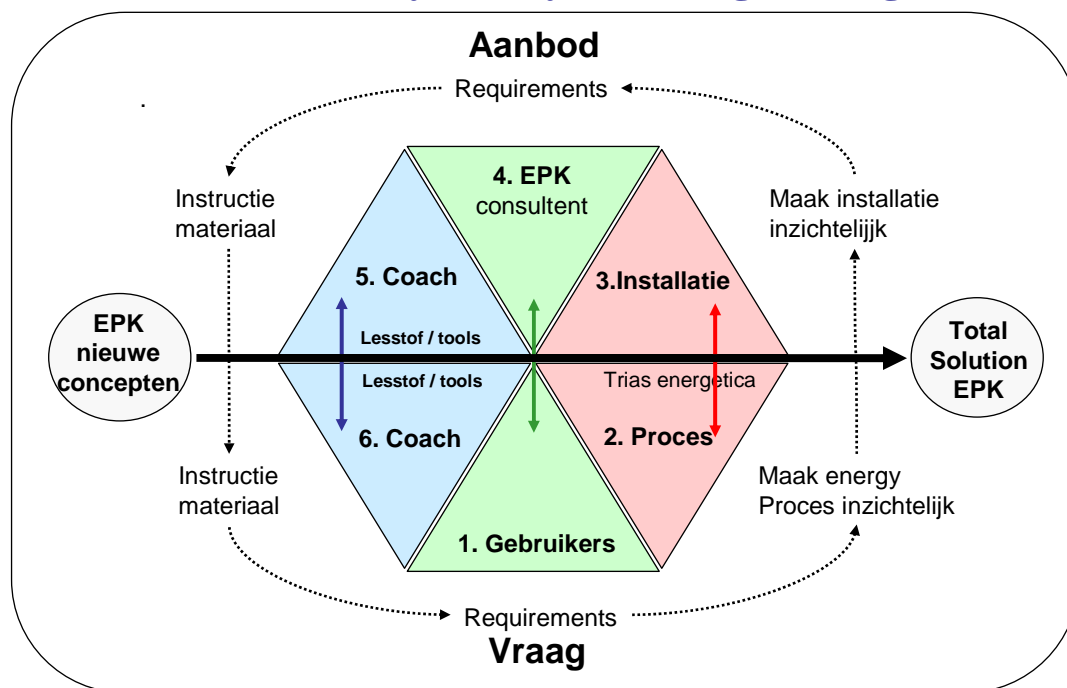 Aanbod
Requirements
.
4. EPK
consultent
Instructie
materiaal
Maak installatie
inzichtelijjk
5. Coach
3.Installatie
EPK
nieuwe
concepten
Lesstof / tools
Total
Solution
EPK
Lesstof / tools
Trias energetica
6. Coach
2. Proces
Instructie
materiaal
Maak energy
Proces inzichtelijk
1. Gebruikers
Requirements
Vraag